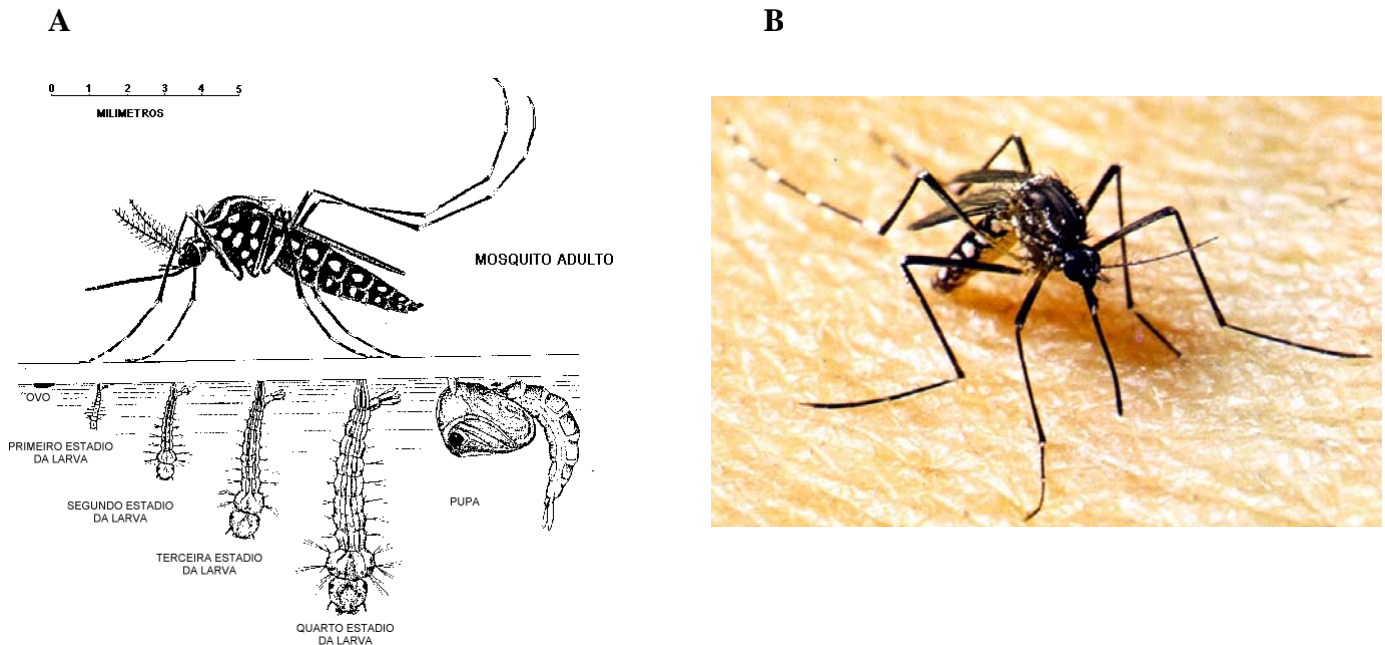 A
B
0 1 2 3 4 5
MILIMETROS
MOSQUITO ADULTO
OVO
PRIMEIRO ESTADIO
DA LARVA
SEGUNDO ESTADIO
DA LARVA
TERCEIRA ESTADIO
DA LARVA
QUARTO ESTADIO
DA LARVA
PUPA